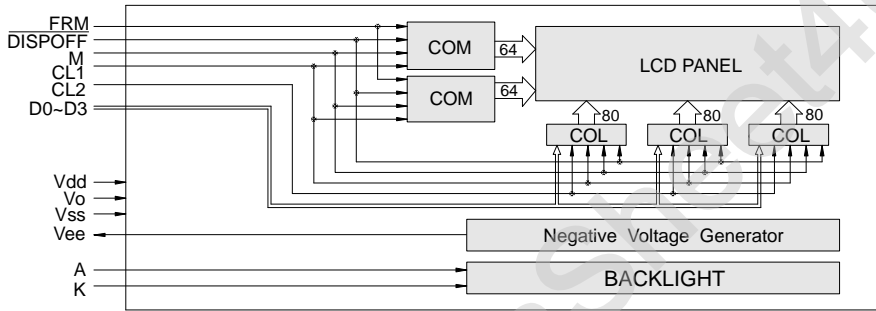 FRM
DISPOFF
M
CL1
CL2
D0~D3
COM
64
COM
64
LCD PANEL
80
80
80
COL
COL
COL
Vdd
Vo
Vss
Vee
Negative Voltage Generator
A
K
BACKLIGHT